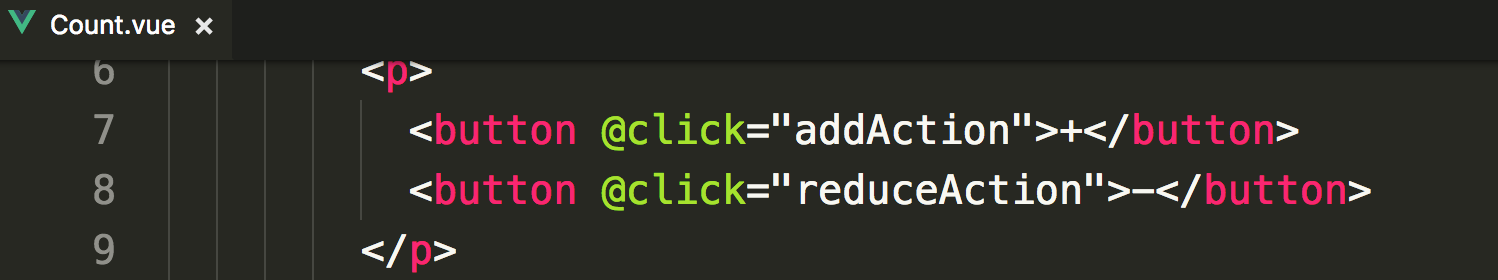 Count.vue ×
6 <p>
7 <button @click="addAction">+</button>
8 <button @click="reduceAction">-</button>
9 </p>